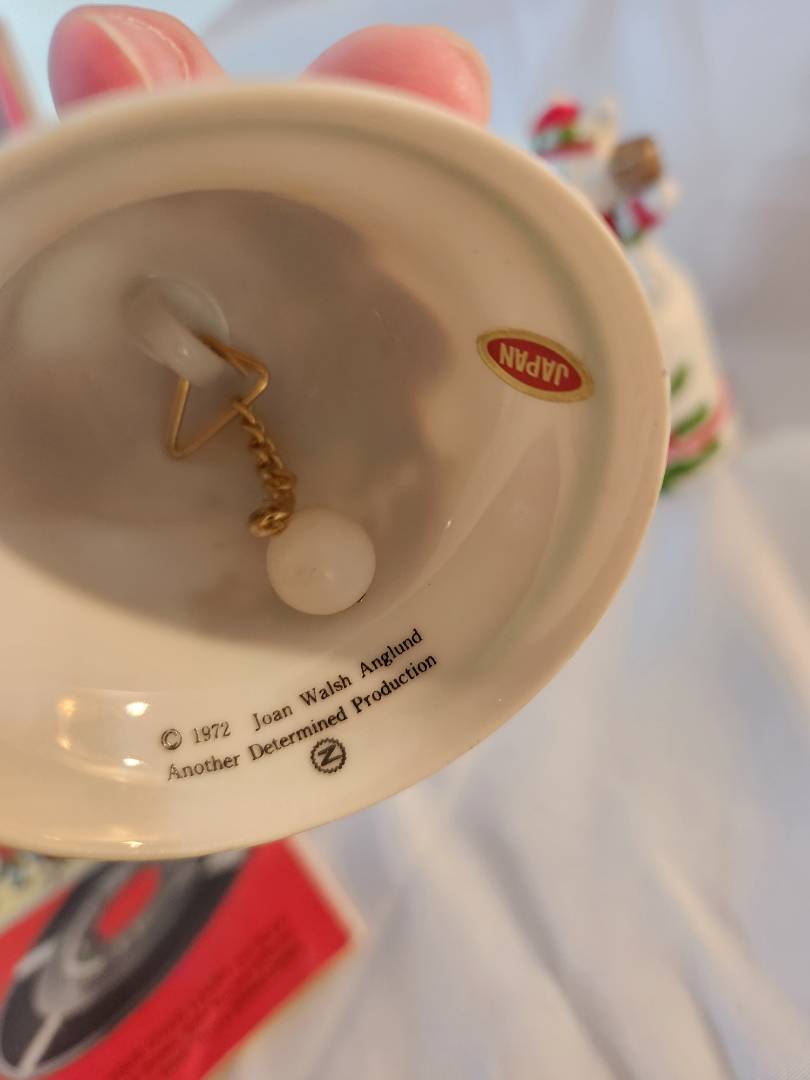 JAPAN
© 1972 Joan Walsh Anglund
Another Determined Production
N